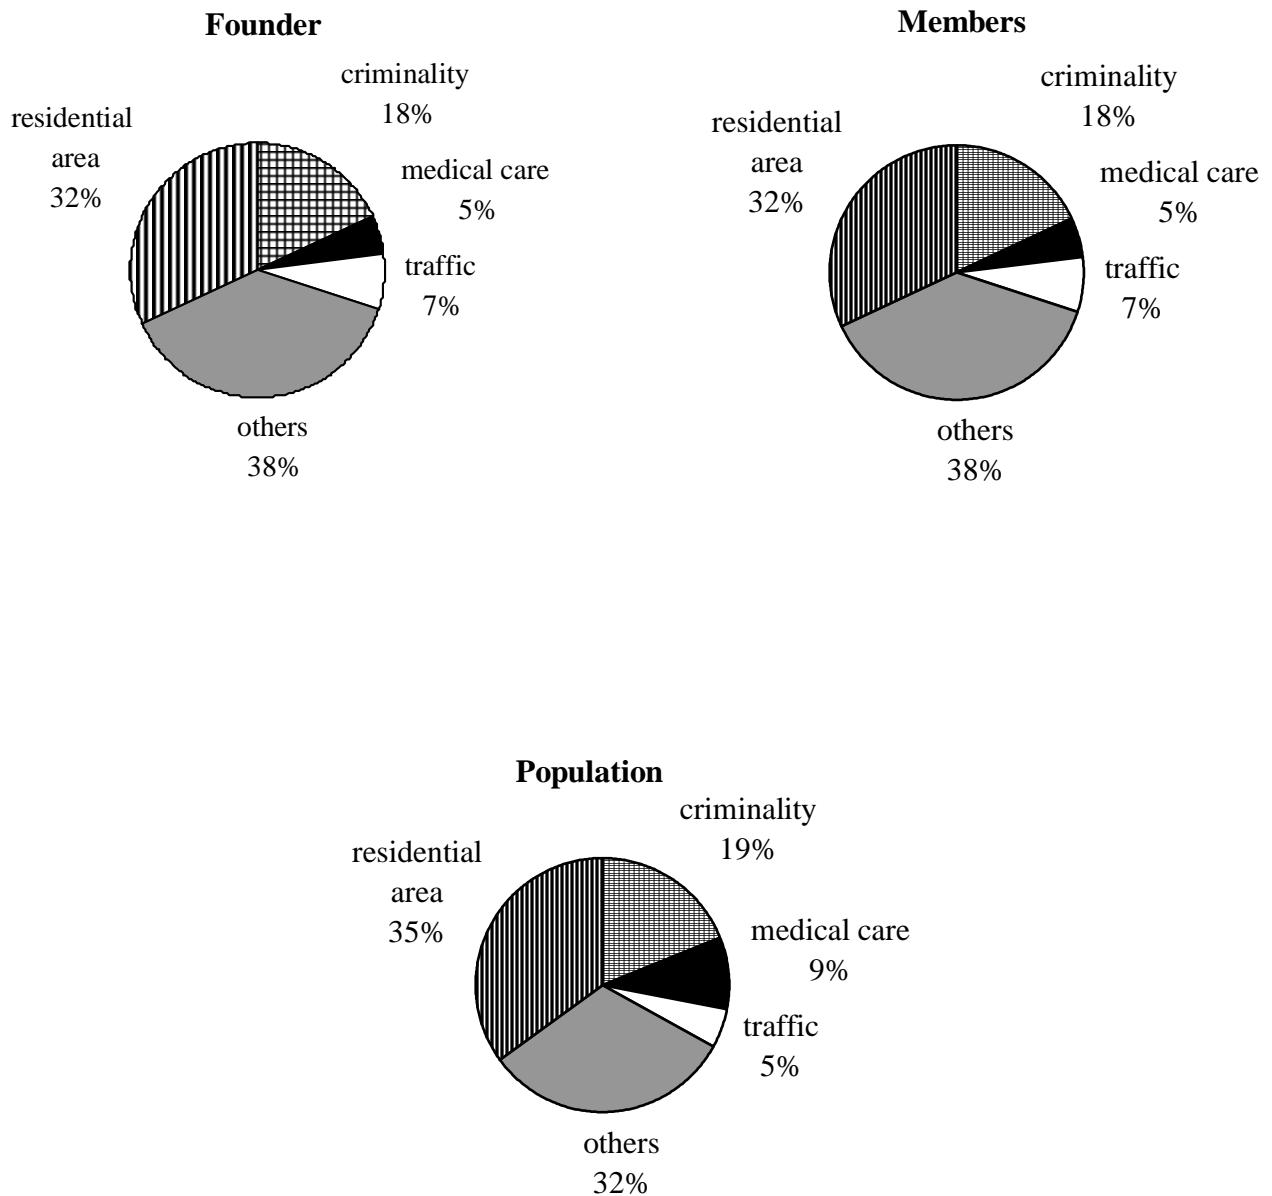 Founder
criminality
18%
residential
area
32%
medical care
5%
traffic
7%
others
38%
Members
criminality
18%
residential
area
32%
medical care
5%
traffic
7%
others
38%
Population
criminality
19%
residential
area
35%
medical care
9%
traffic
5%
others
32%